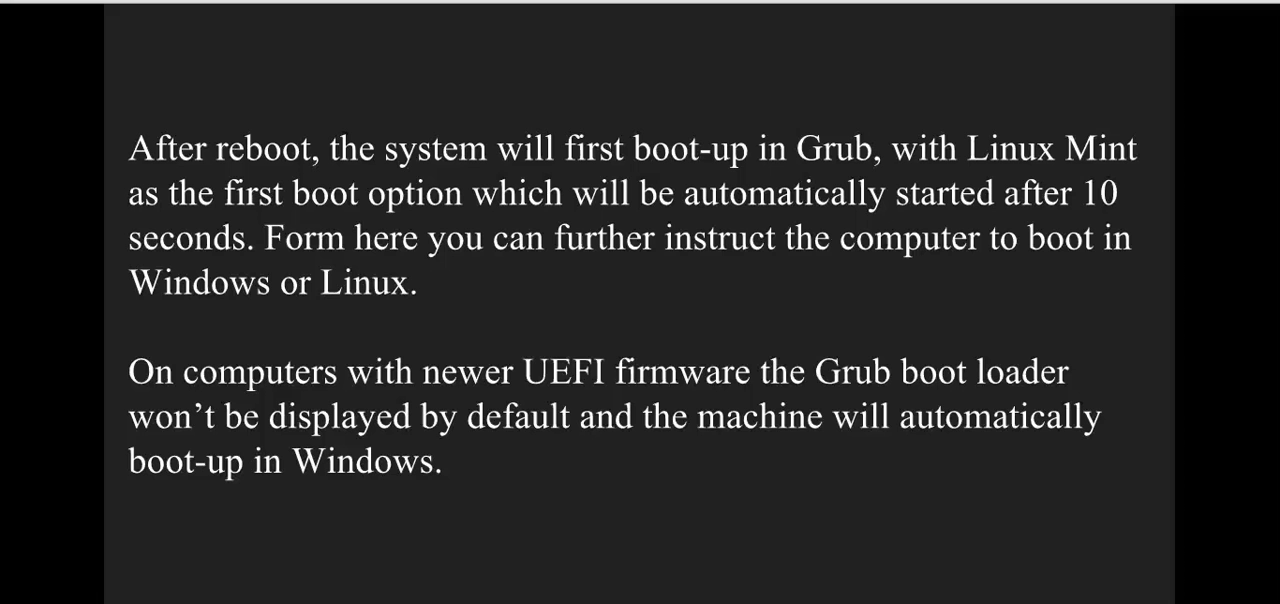 After reboot, the system will first boot-up in Grub, with Linux Mint
as the first boot option which will be automatically started after 10
seconds. Form here you can further instruct the computer to boot in
Windows or Linux.
On computers with newer UEFI firmware the Grub boot loader
won’t be displayed by default and the machine will automatically
boot-up in Windows.